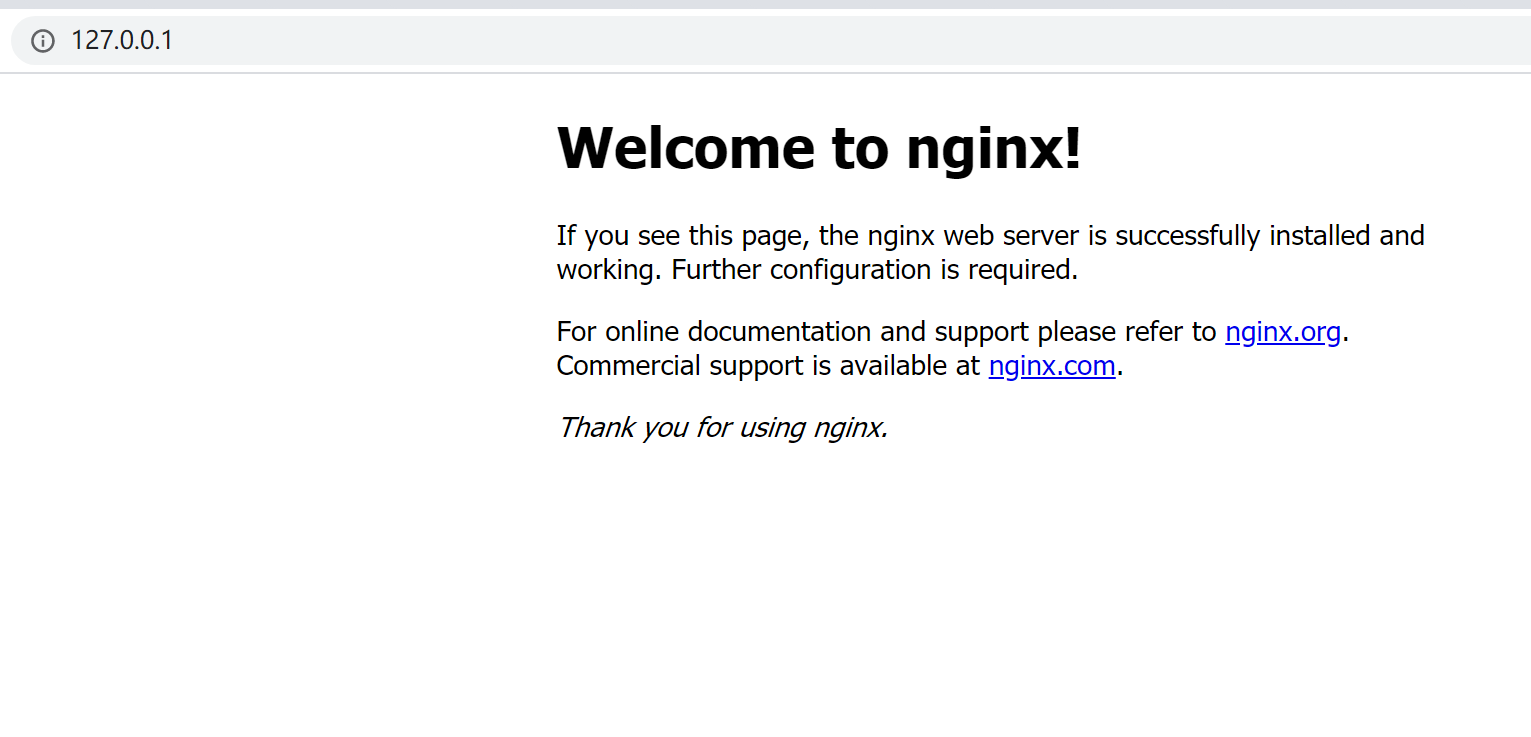 127.0.0.1
Welcome to nginx!
If you see this page, the nginx web server is successfully installed and
working. Further configuration is required.
For online documentation and support please refer to nginx.org.
Commercial support is available at nginx.com.
Thank you for using nginx.